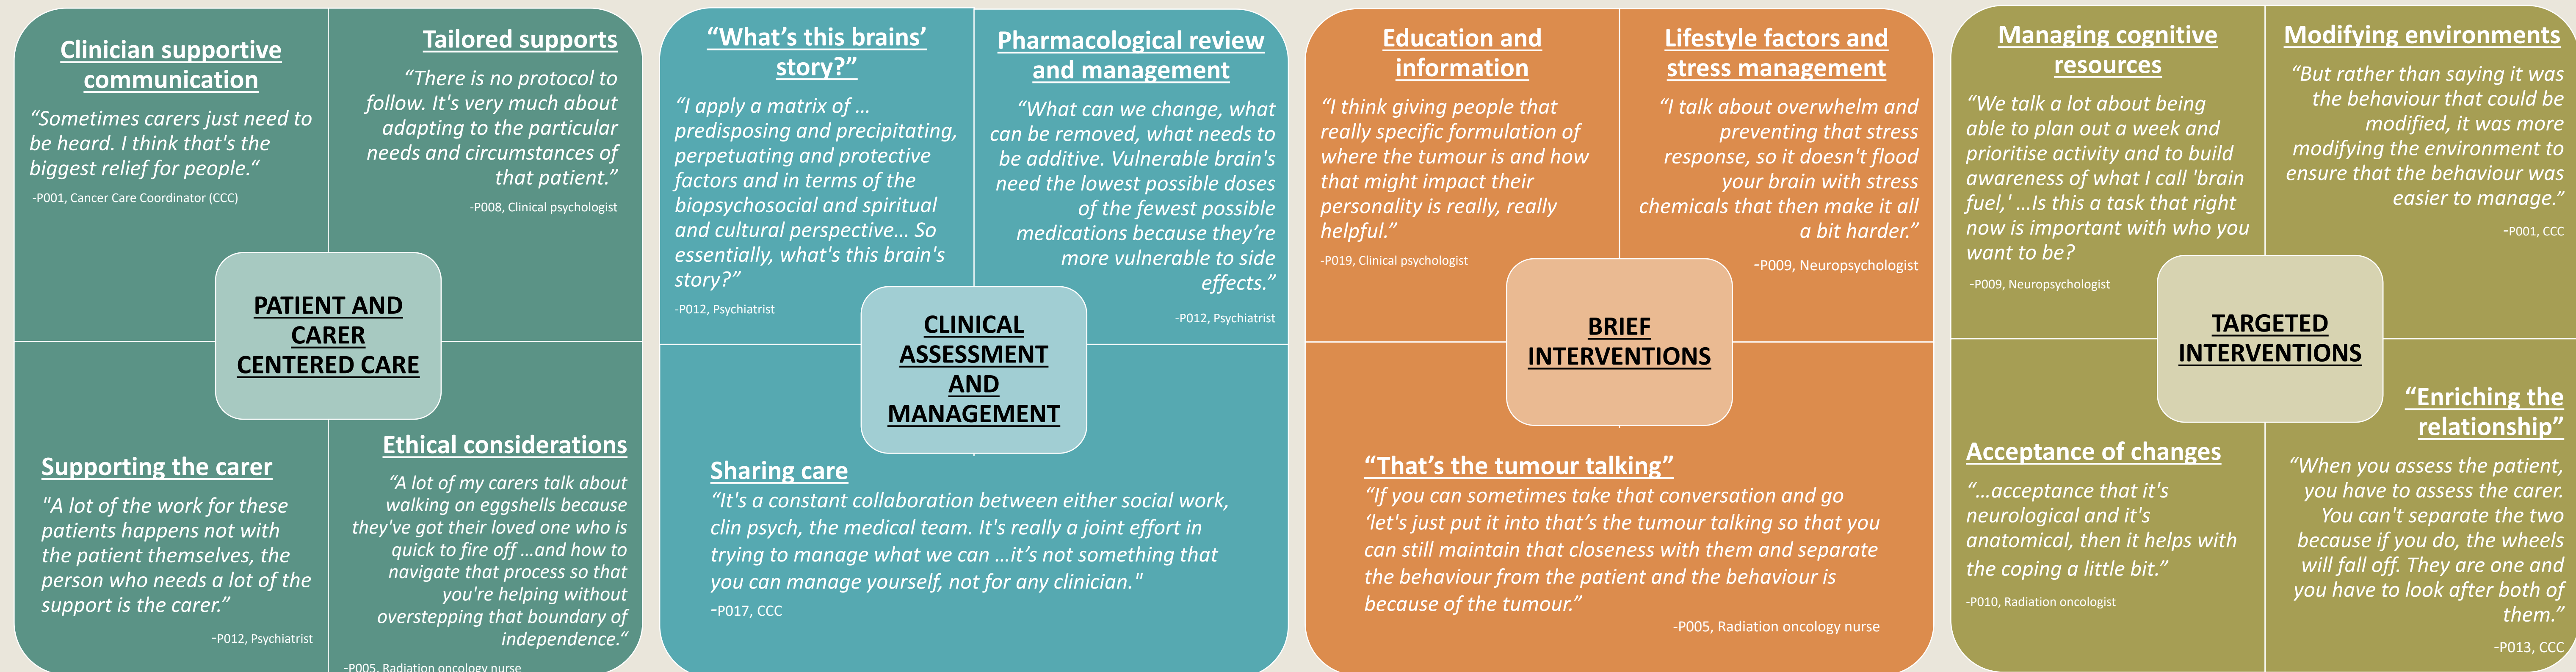 Clinician supportive
communication
“Sometimes carers just need to
be heard. I think that's the
biggest relief for people.“
-P001, Cancer Care Coordinator (CCC)
Tailored supports
“There is no protocol to
follow. It's very much about
adapting to the particular
needs and circumstances of
that patient.”
-P008, Clinical psychologist
PATIENT AND
CARER
CENTERED CARE
Supporting the carer
"A lot of the work for these
patients happens not with
the patient themselves, the
person who needs a lot of the
support is the carer.”
-P012, Psychiatrist
Ethical considerations
“A lot of my carers talk about
walking on eggshells because
they've got their loved one who is
quick to fire off …and how to
navigate that process so that
you're helping without
overstepping that boundary of
independence.“
-P005, Radiation oncology nurse
“What’s this brains’
story?”
“I apply a matrix of …
predisposing and precipitating,
perpetuating and protective
factors and in terms of the
biopsychosocial and spiritual
and cultural perspective… So
essentially, what's this brain's
story?”
-P012, Psychiatrist
Pharmacological review
and management
“What can we change, what
can be removed, what needs to
be additive. Vulnerable brain's
need the lowest possible doses
of the fewest possible
medications because they’re
more vulnerable to side
effects.”
-P012, Psychiatrist
CLINICAL
ASSESSMENT
AND
MANAGEMENT
Sharing care
“It's a constant collaboration between either social work,
clin psych, the medical team. It's really a joint effort in
trying to manage what we can …it’s not something that
you can manage yourself, not for any clinician."
-P017, CCC
Education and
information
“I think giving people that
really specific formulation of
where the tumour is and how
that might impact their
personality is really, really
helpful.”
-P019, Clinical psychologist
Lifestyle factors and
stress management
“I talk about overwhelm and
preventing that stress
response, so it doesn't flood
your brain with stress
chemicals that then make it all
a bit harder.”
-P009, Neuropsychologist
BRIEF
INTERVENTIONS
“That’s the tumour talking”
“If you can sometimes take that conversation and go
‘let's just put it into that’s the tumour talking so that you
can still maintain that closeness with them and separate
the behaviour from the patient and the behaviour is
because of the tumour.”
-P005, Radiation oncology nurse
Managing cognitive
resources
“We talk a lot about being
able to plan out a week and
prioritise activity and to build
awareness of what I call 'brain
fuel,' …Is this a task that right
now is important with who you
want to be?
-P009, Neuropsychologist
Modifying environments
“But rather than saying it was
the behaviour that could be
modified, it was more
modifying the environment to
ensure that the behaviour was
easier to manage.”
-P001, CCC
TARGETED
INTERVENTIONS
Acceptance of changes
“…acceptance that it's
neurological and it's
anatomical, then it helps with
the coping a little bit.”
-P010, Radiation oncologist
“Enriching the
relationship”
“When you assess the patient,
you have to assess the carer.
You can't separate the two
because if you do, the wheels
will fall off. They are one and
you have to look after both of
them.”
-P013, CCC